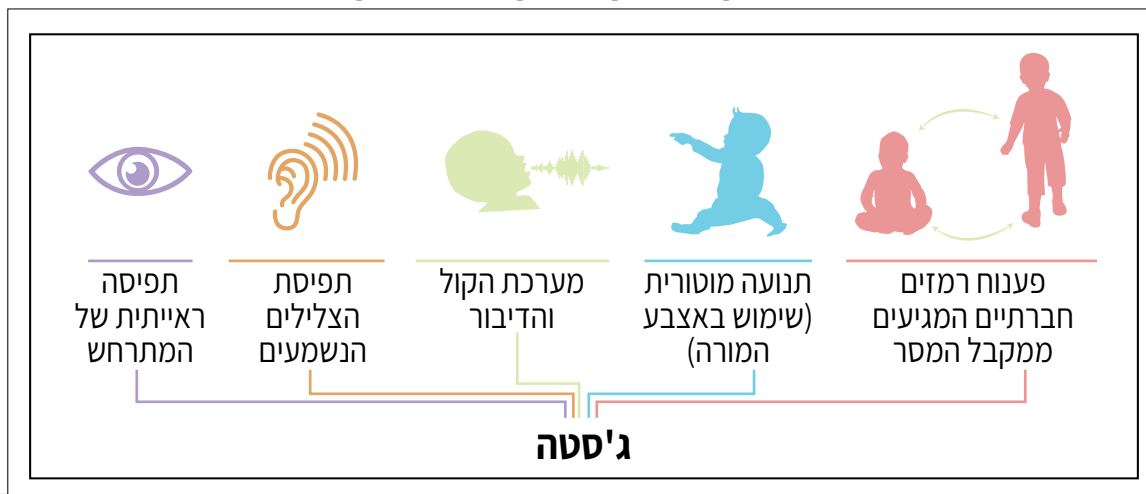 פענוח רמזים
חברתיים המגיעים
ממקבל המסר
תנועה מוטורית
(שימוש באצבע
המורה)
מערכת הקול
והדיבור
תפיסת
הצלילים
הנשמעים
תפיסה
ראייתית של
המתרחש
ג'סטה